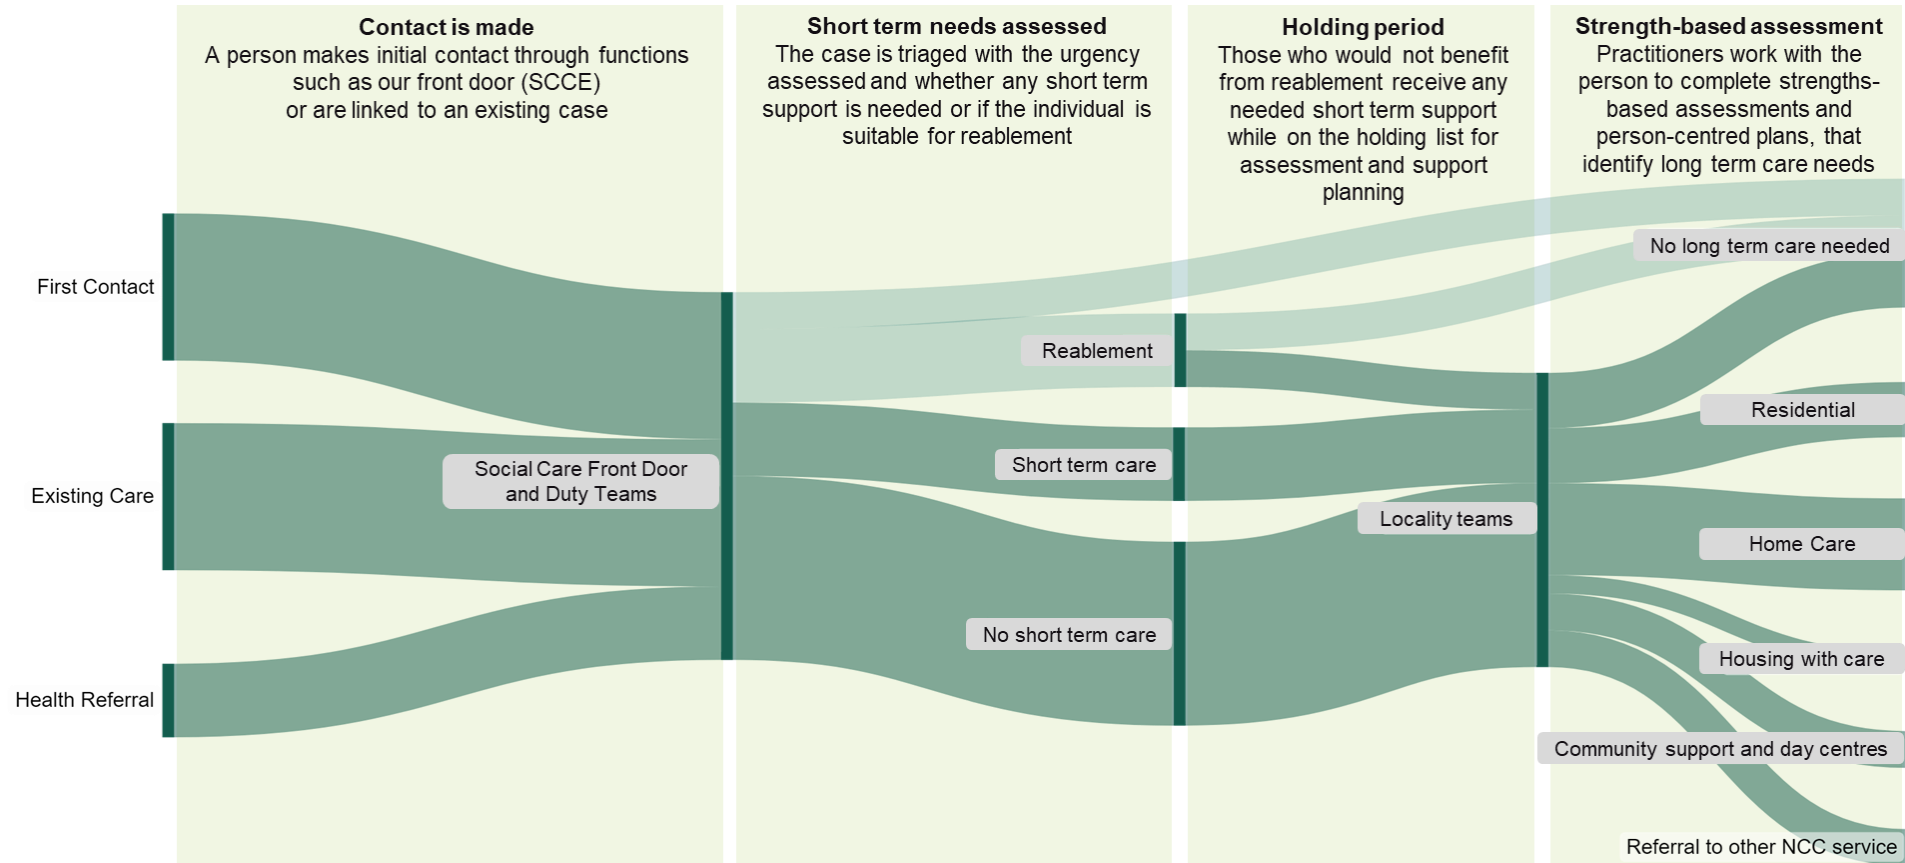 Contact is made
A person makes initial contact through functions
such as our front door (SCCE)
or are linked to an existing case
Short term needs assessed
The case is triaged with the urgency
assessed and whether any short term
support is needed or if the individual is
suitable for reablement
Holding period
Those who would not benefit
from reablement receive any
needed short term support
while on the holding list for
assessment and support
planning
Strength-based assessment
Practitioners work with the
person to complete strengths-
based assessments and
person-centred plans, that
identify long term care needs
First Contact
Existing Care
Health Referral
Social Care Front Door
and Duty Teams
Reablement
Short term care
No short term care
Locality teams
No long term care needed
Residential
Home Care
Housing with care
Community support and day centres
Referral to other NCC service